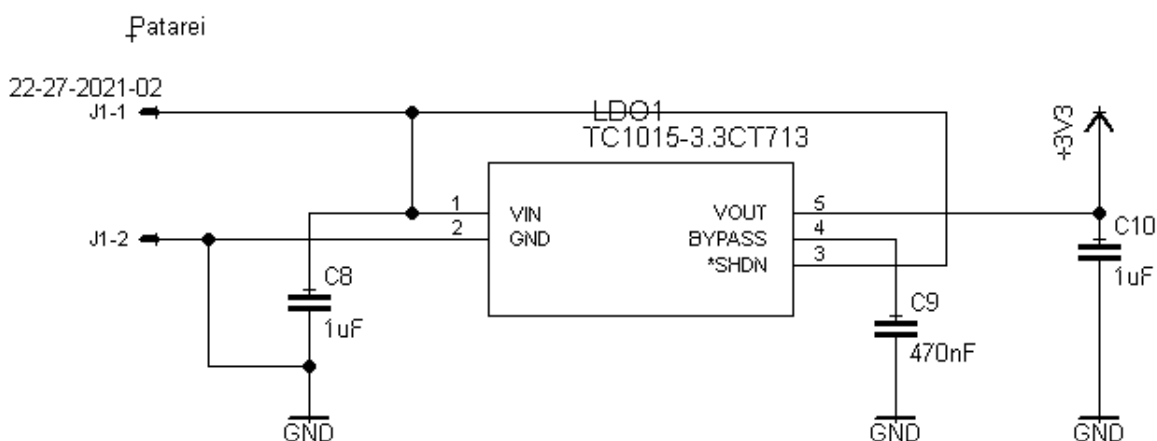 Patarei
22-27-2021-02
J1-1
LDO1
TC1015-3.3CT713
+3V3
1
VIN
VOUT
5
J1-2
2
GND
BYPASS
4
*SHDN
3
C8
1uF
C9
470nF
C10
1uF
GND
GND
GND